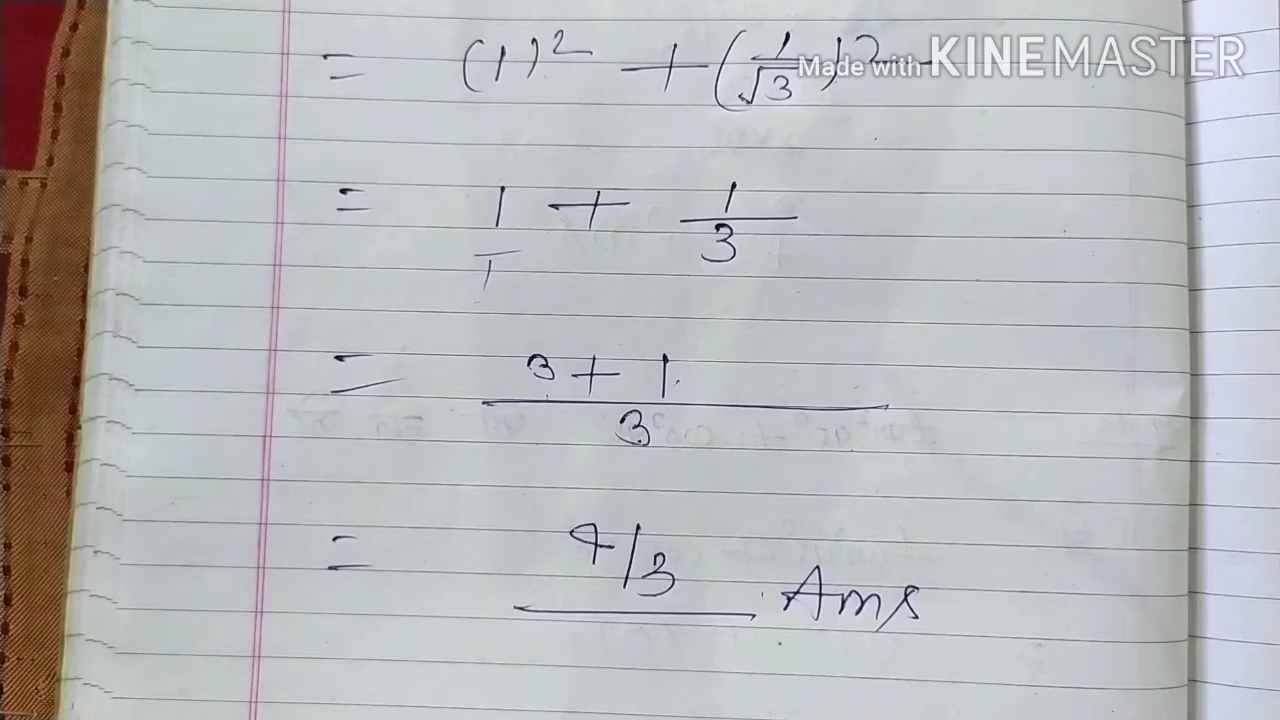 = (1)² + (1/√3)² -
Made with KINEMASTER
= 1/1 + 1/3
= 3 + 1 / 3
= 4/3 Ans